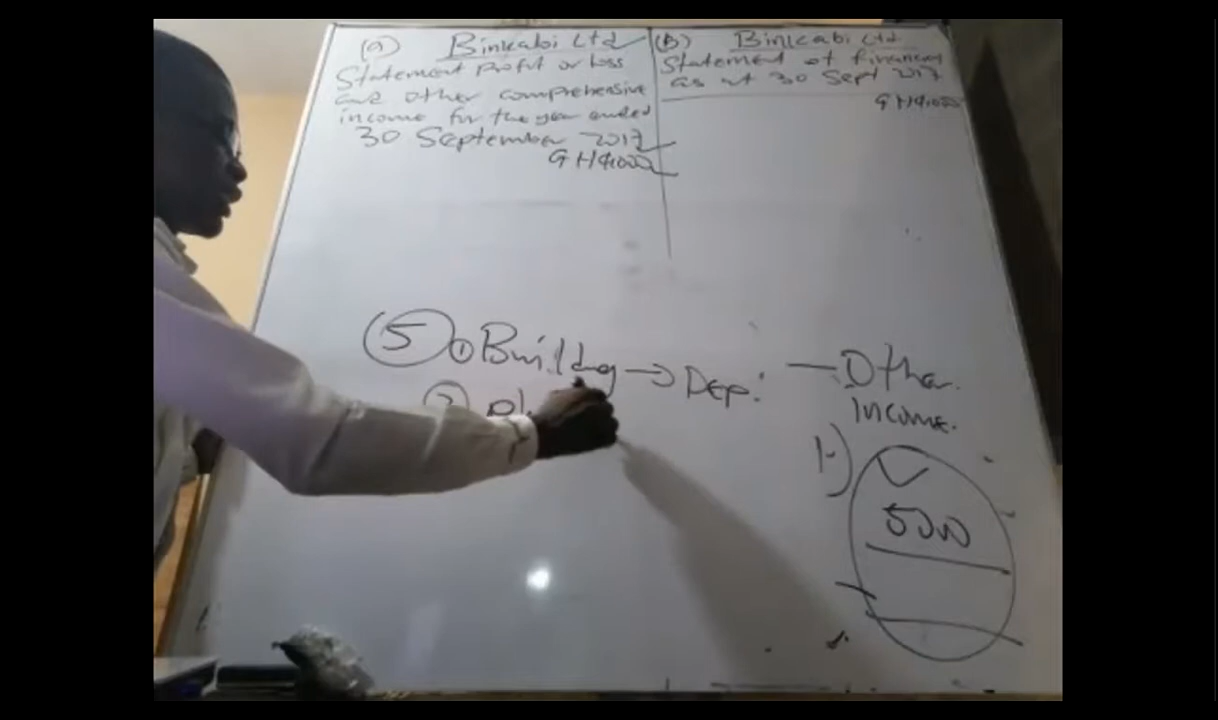 (a) Binkabi Ltd
Statement profit or loss
and other comprehensive
income for the year ended
30 September 2017
GH¢000
(B) Binkabi Ltd
Statement of financial
as at 30 Sept 2017
GH¢000
(5) (1) Building → Dep! — Other
Income.
(2) Pl
1.)
500